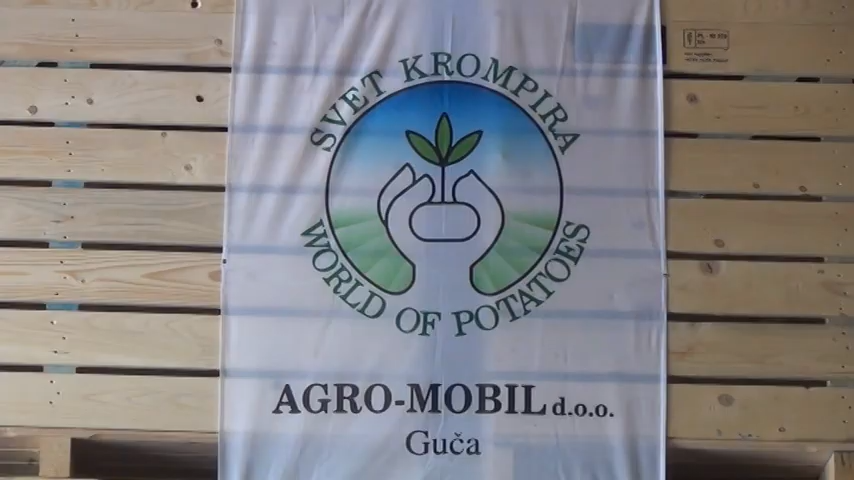 SVET KROMPIRA
WORLD OF POTATOES
AGRO-MOBIL d.o.o.
Guča